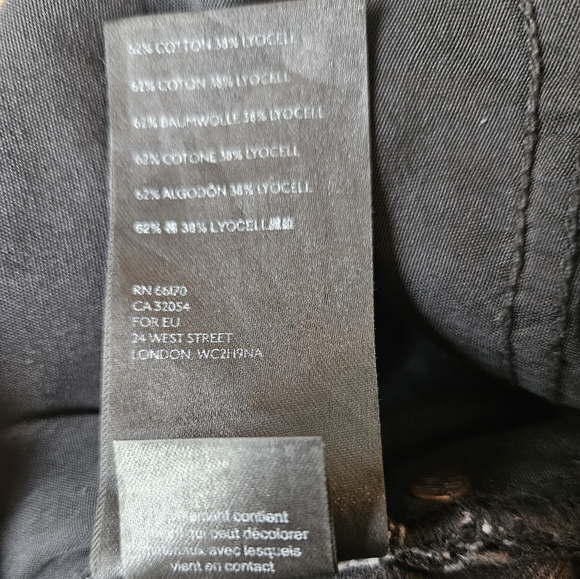 62% COTTON 38% LYOCELL
62% COTON 38% LYOCELL
62% BAUMWOLLE 38% LYOCELL
62% COTONE 38% LYOCELL
62% ALGODÓN 38% LYOCELL
62% 棉 38% LYOCELL
RN 66170
CA 32054
FOR EU
24 WEST STREET
LONDON, WC2H9NA
contient
qui peut décolorer
avec lesquels
vient en contact